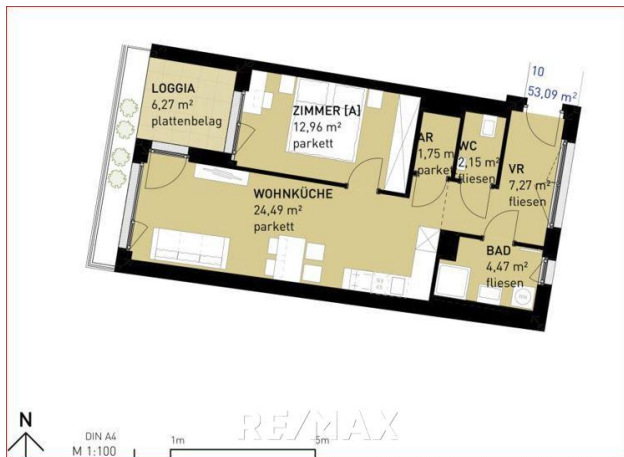 10
53,09 m²
LOGGIA
6,27 m²
plattenbelag
ZIMMER [A]
12,96 m²
parkett
AR
1,75 m²
parkett
WC
2,15 m²
fliesen
VR
7,27 m²
fliesen
WOHNKÜCHE
24,49 m²
parkett
BAD
4,47 m²
fliesen
N
DIN A4
M 1:100
1m
5m
RE/MAX